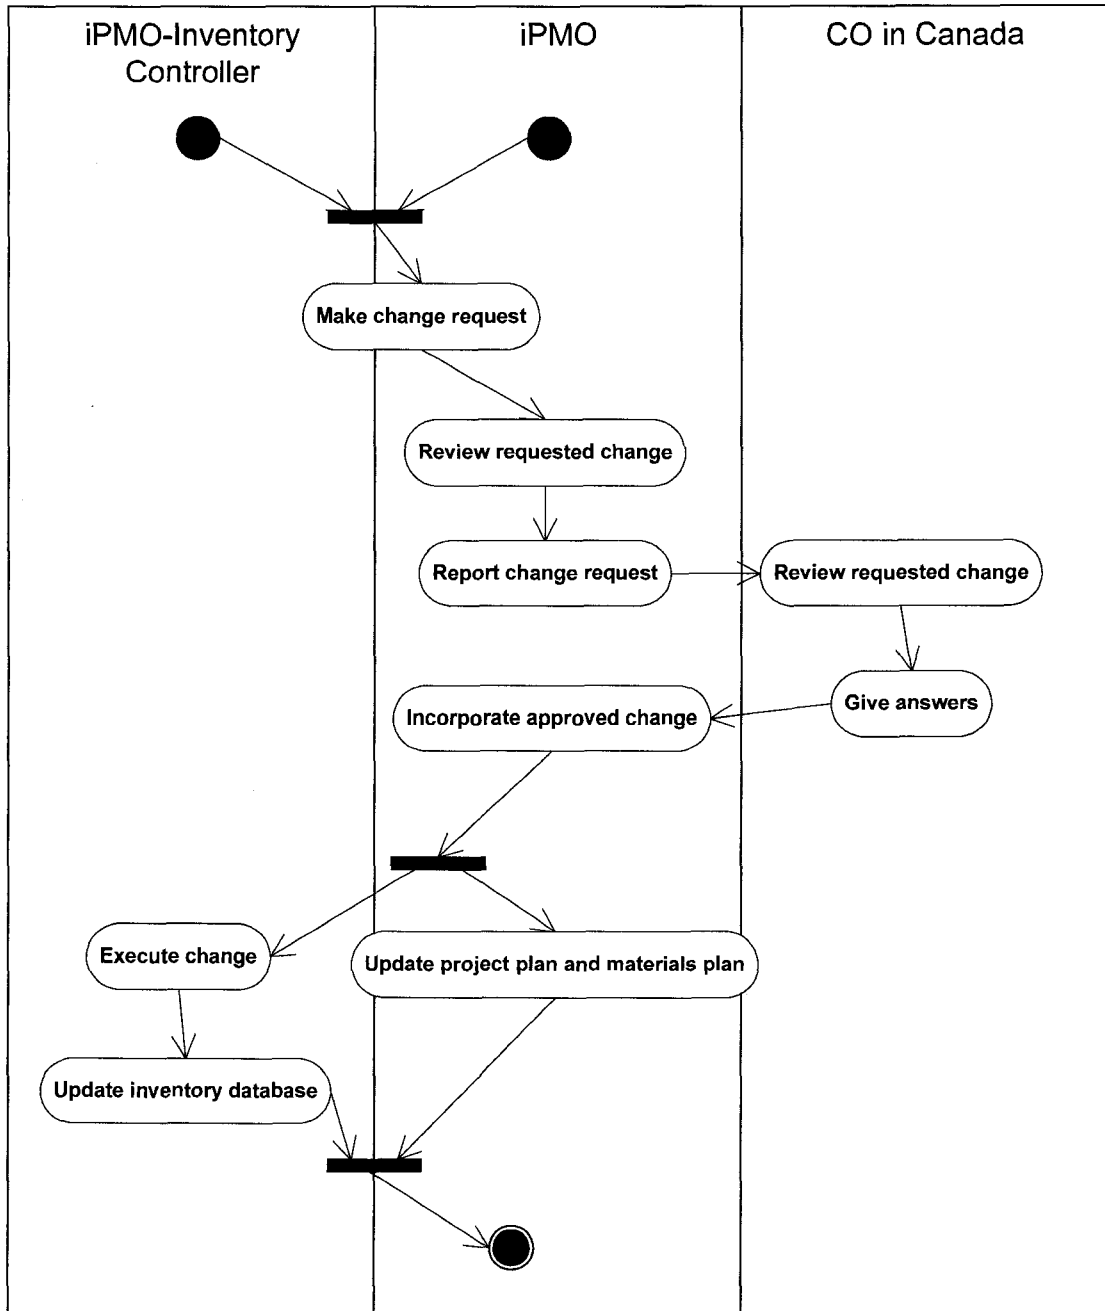 iPMO-Inventory
Controller
iPMO
CO in Canada
Make change request
Review requested change
Report change request
Review requested change
Give answers
Incorporate approved change
Execute change
Update project plan and materials plan
Update inventory database